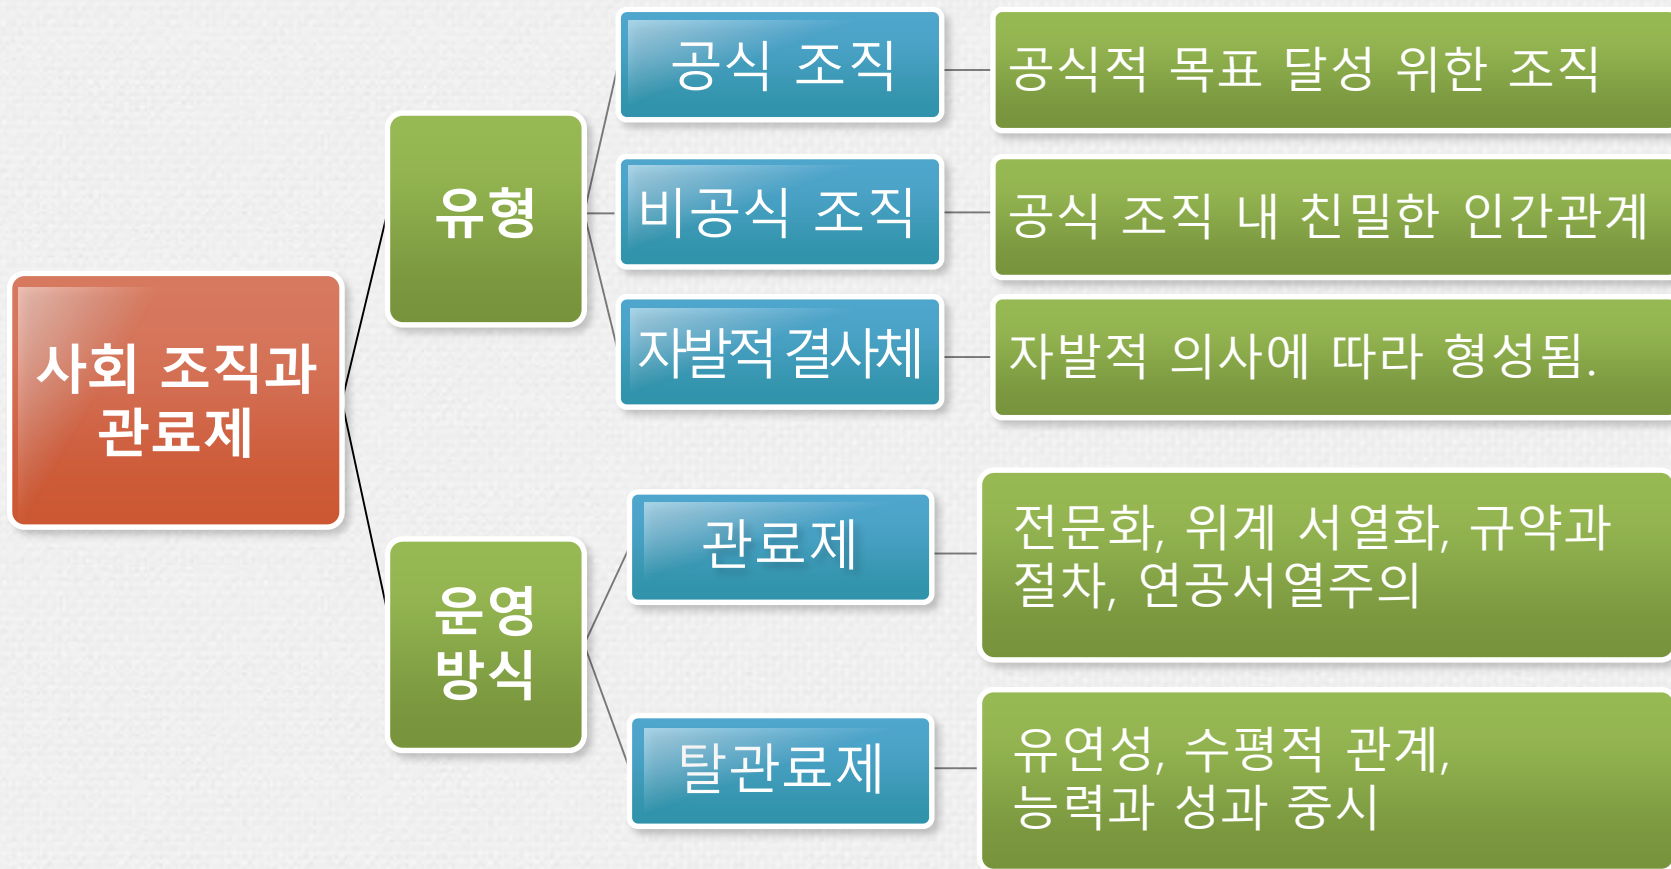 사회 조직과
관료제
유형
공식 조직
공식적 목표 달성 위한 조직
비공식 조직
공식 조직 내 친밀한 인간관계
자발적 결사체
자발적 의사에 따라 형성됨.
운영
방식
관료제
전문화, 위계 서열화, 규약과
절차, 연공서열주의
탈관료제
유연성, 수평적 관계,
능력과 성과 중시